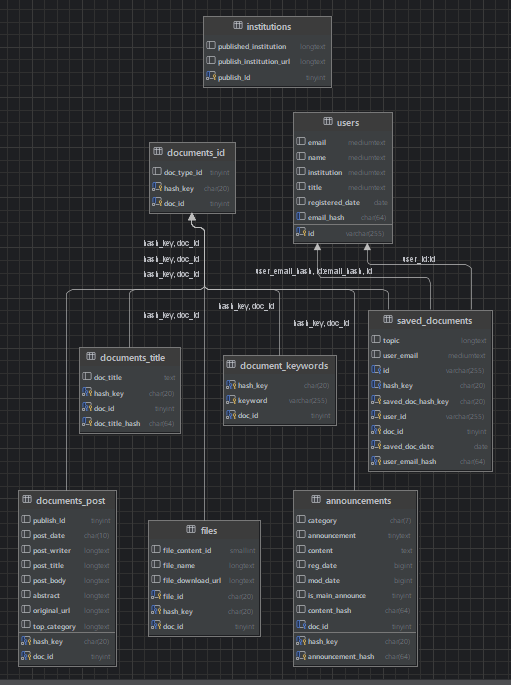 institutions
published_institution longtext
publish_institution_url longtext
publish_id tinyint
users
email mediumtext
name mediumtext
institution mediumtext
title mediumtext
registered_date date
email_hash char(64)
id varchar(255)
documents_id
doc_type_id tinyint
hash_key char(20)
doc_id tinyint
hash_key, doc_id
hash_key, doc_id
hash_key, doc_id
user_id:id
user_email_hash, id:email_hash, id
hash_key, doc_id
hash_key, doc_id
hash_key, doc_id
saved_documents
topic longtext
user_email mediumtext
id varchar(255)
hash_key char(20)
saved_doc_hash_key char(20)
user_id varchar(255)
doc_id tinyint
saved_doc_date date
user_email_hash char(64)
documents_title
doc_title text
hash_key char(20)
doc_id tinyint
doc_title_hash char(64)
document_keywords
hash_key char(20)
keyword varchar(255)
doc_id tinyint
documents_post
publish_id tinyint
post_date char(10)
post_writer longtext
post_title longtext
post_body longtext
abstract longtext
original_url longtext
top_category longtext
hash_key char(20)
doc_id tinyint
files
file_content_id smallint
file_name longtext
file_download_url longtext
file_id char(20)
hash_key char(20)
doc_id tinyint
announcements
category char(7)
announcement tinytext
content text
reg_date bigint
mod_date bigint
is_main_announce tinyint
content_hash char(64)
doc_id tinyint
hash_key char(20)
announcement_hash char(64)